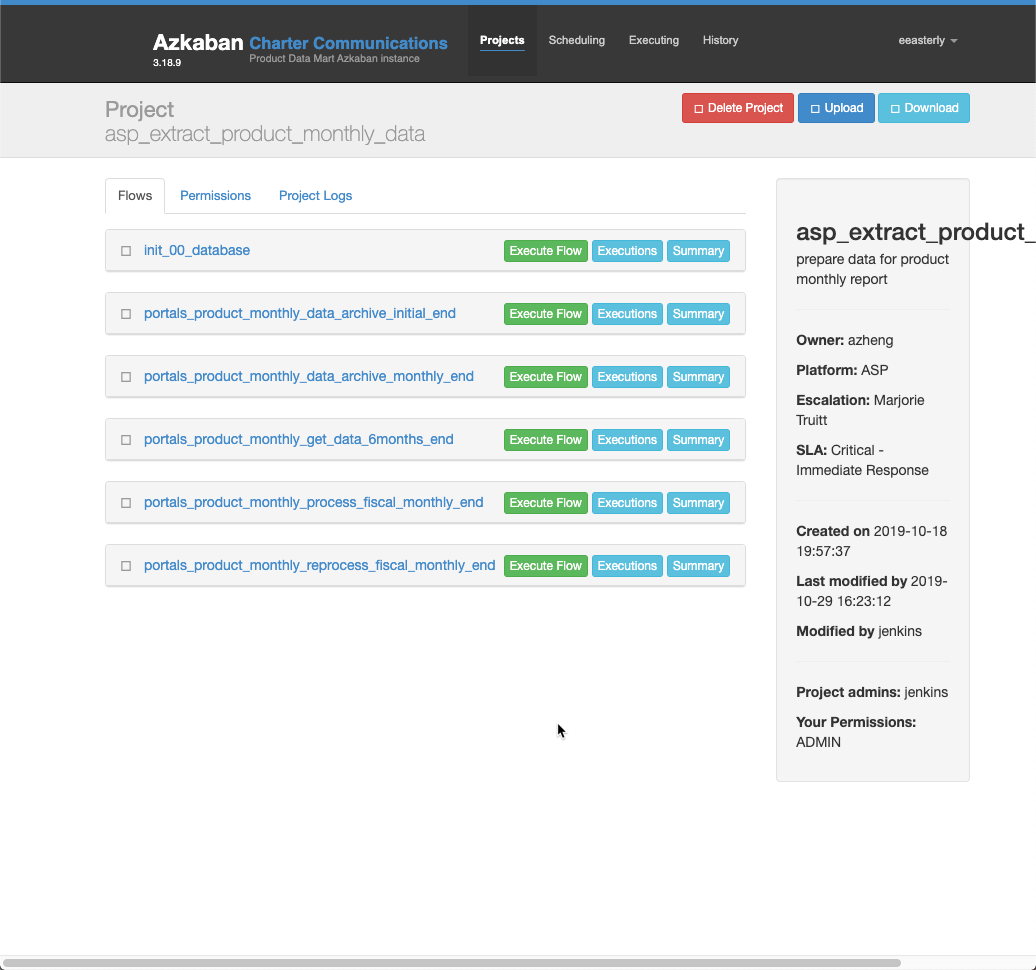 Azkaban Charter Communications
3.18.9 Product Data Mart Azkaban instance
Projects Scheduling Executing History eeasterly
Project
asp_extract_product_monthly_data
Delete Project Upload Download
Flows Permissions Project Logs
init_00_database Execute Flow Executions Summary
portals_product_monthly_data_archive_initial_end Execute Flow Executions Summary
portals_product_monthly_data_archive_monthly_end Execute Flow Executions Summary
portals_product_monthly_get_data_6months_end Execute Flow Executions Summary
portals_product_monthly_process_fiscal_monthly_end Execute Flow Executions Summary
portals_product_monthly_reprocess_fiscal_monthly_end Execute Flow Executions Summary
asp_extract_product_
prepare data for product
monthly report
Owner: azheng
Platform: ASP
Escalation: Marjorie
Truitt
SLA: Critical -
Immediate Response
Created on 2019-10-18
19:57:37
Last modified by 2019-
10-29 16:23:12
Modified by jenkins
Project admins: jenkins
Your Permissions:
ADMIN